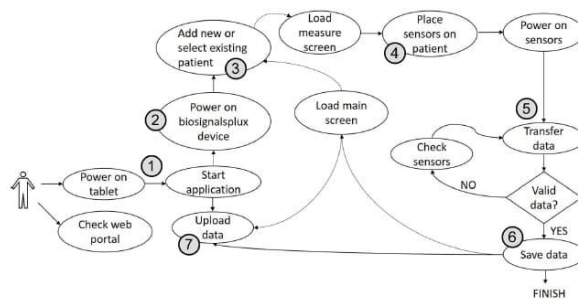 Add new or
select existing
patient
3
Load
measure
screen
Place
sensors on
patient
4
Power on
sensors
2
Power on
biosignalsplux
device
Load main
screen
5
Transfer
data
Check
sensors
1
Power on
tablet
Start
application
NO
Valid
data?
Check web
portal
Upload
data
7
YES
6
Save data
FINISH